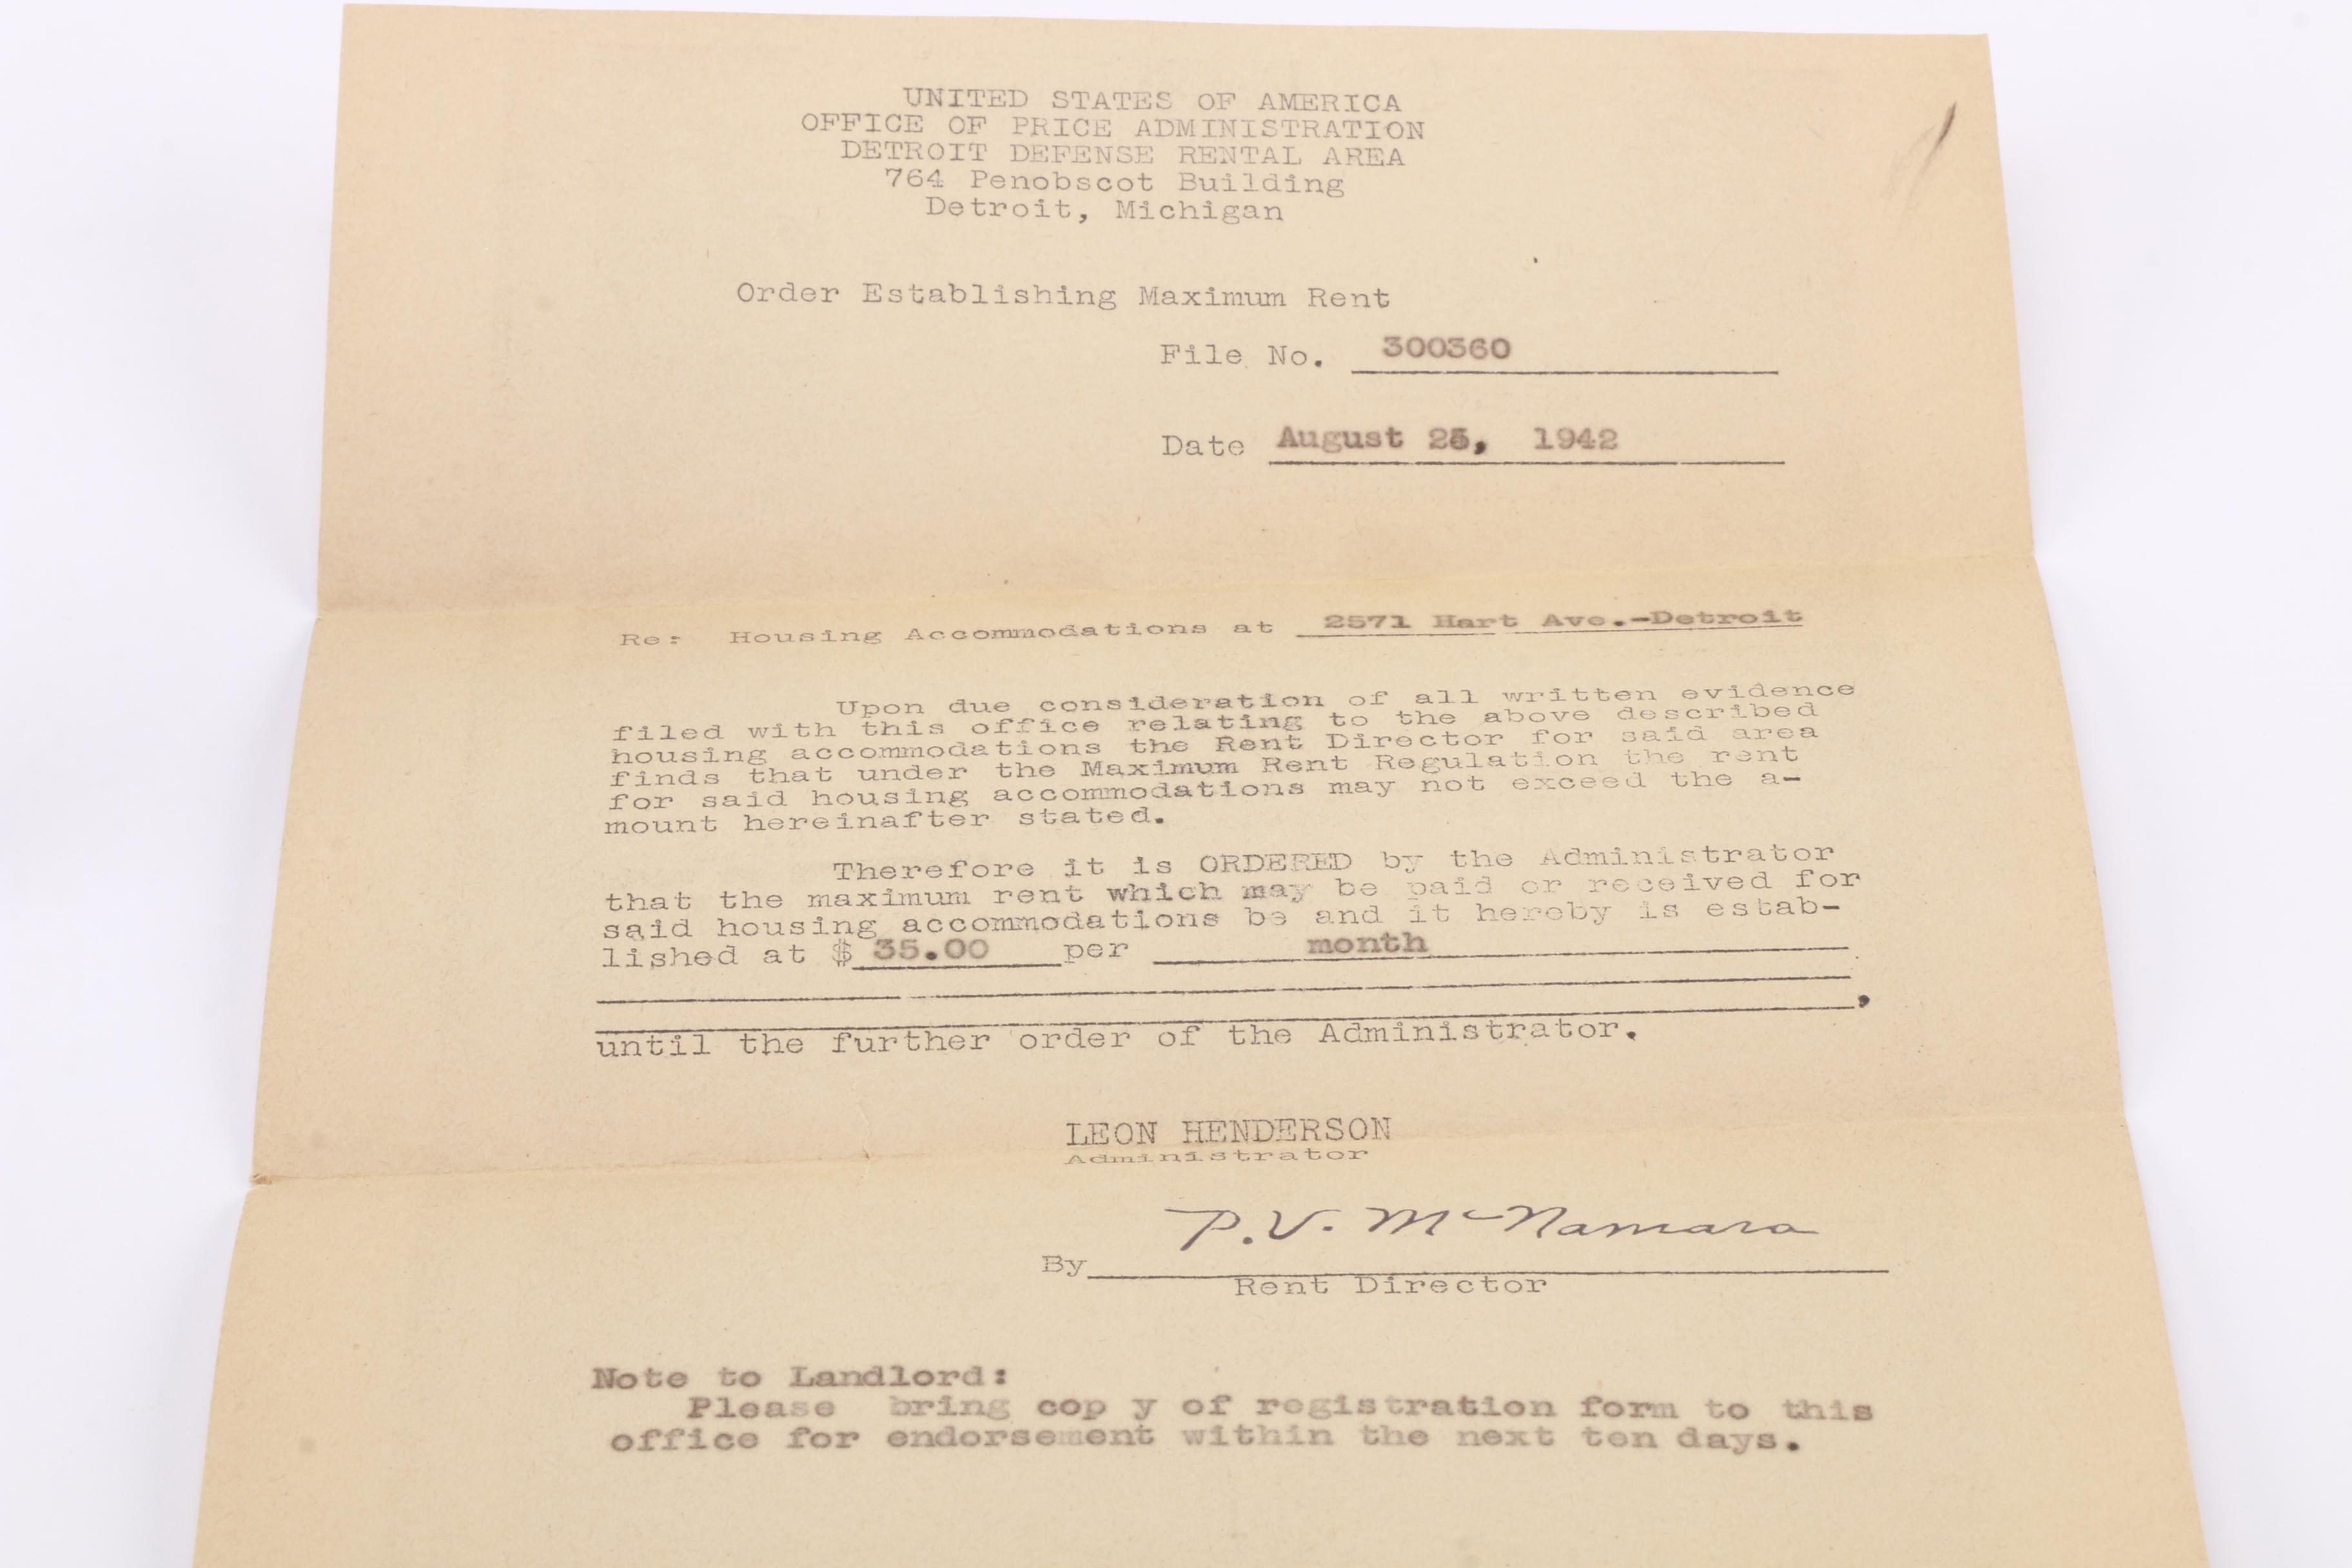 UNITED STATES OF AMERICA
OFFICE OF PRICE ADMINISTRATION
DETROIT DEFENSE RENTAL AREA
764 Penobscot Building
Detroit, Michigan
Order Establishing Maximum Rent
File No. 300360
Date August 25, 1942
Re: Housing Accommodations at 2571 Hart Ave.-Detroit
Upon due consideration of all written evidence
filed with this office relating to the above described
housing accommodations the Rent Director for said area
finds that under the Maximum Rent Regulation the rent
for said housing accommodations may not exceed the a-
mount hereinafter stated.
Therefore it is ORDERED by the Administrator
that the maximum rent which may be paid or received for
said housing accommodations be and it hereby is estab-
lished at $ 35.00 per month
,
until the further order of the Administrator.
LEON HENDERSON
Administrator
P.V. McNamara
By
Rent Director
Note to Landlord:
Please bring cop y of registration form to this
office for endorsement within the next ten days.